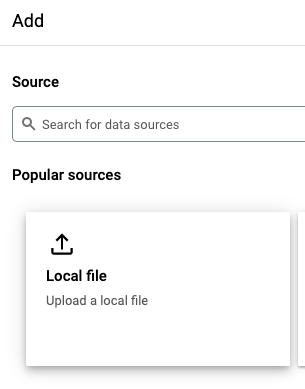 Add
Source
Search for data sources
Popular sources
Local file
Upload a local file